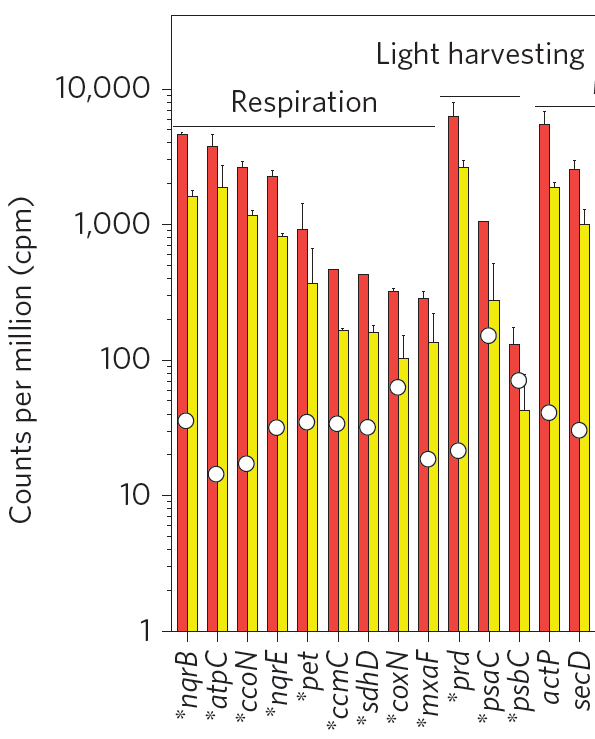 Light harvesting
Respiration
Counts per million (cpm)
10,000
1,000
100
10
1
*nqrB
*atpC
*ccoN
*nqrE
*pet
*ccmC
*sdhD
*coxN
*mxaF
*prd
*psaC
*psbC
actP
secD